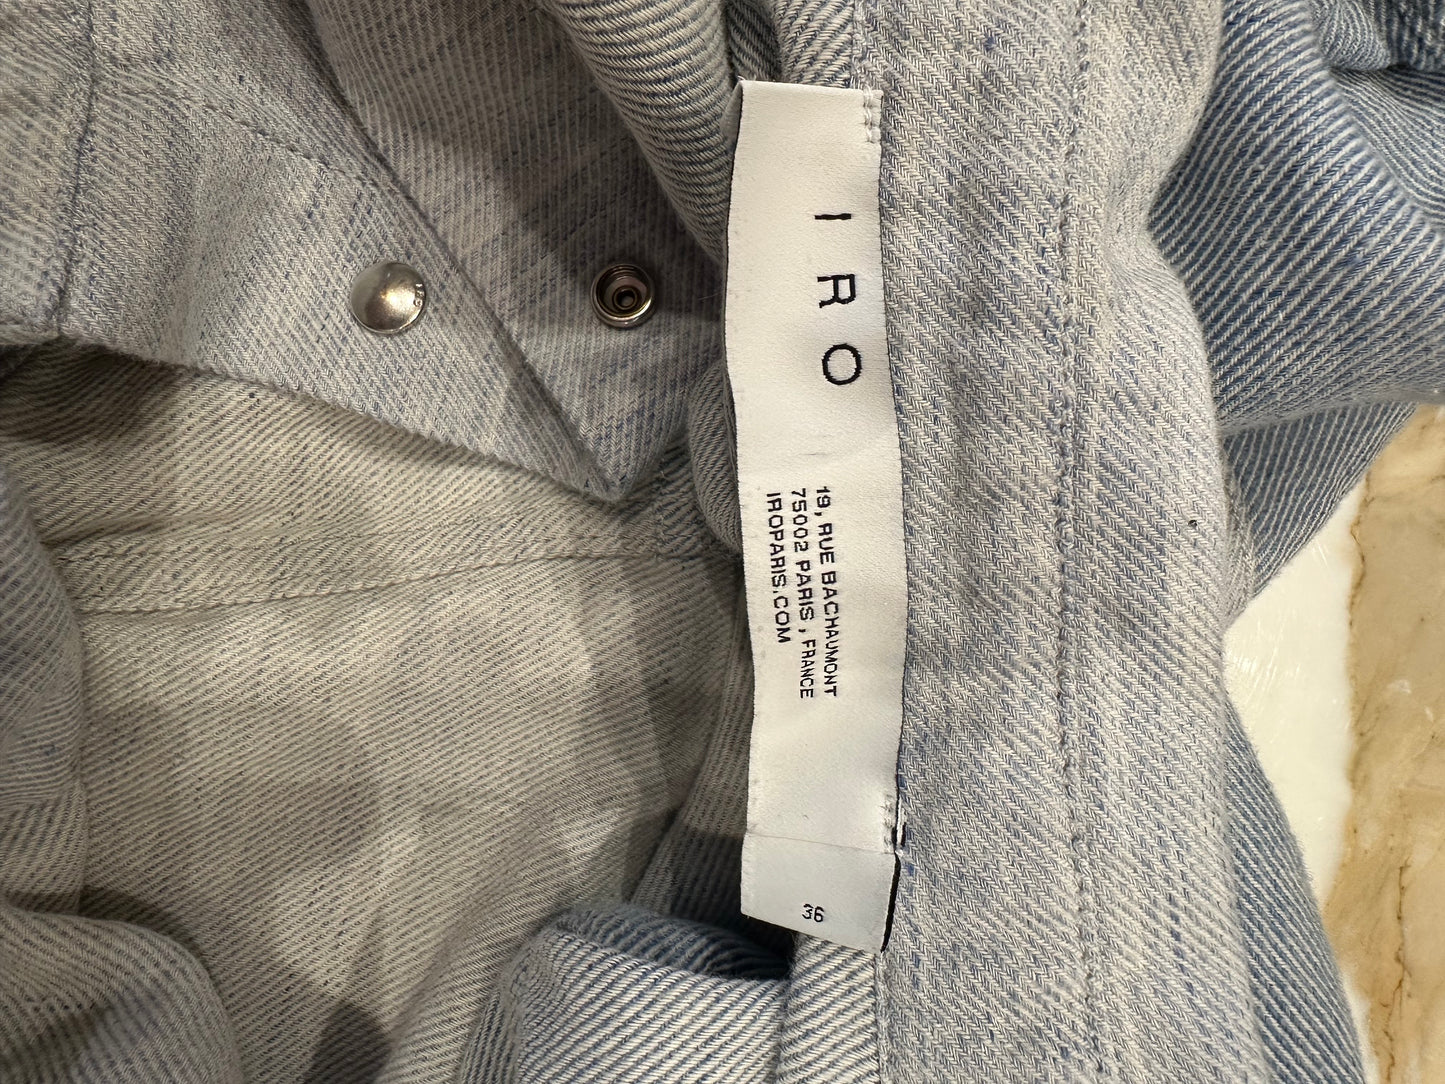 IRO
19, RUE BACHAUMONT
75002 PARIS, FRANCE
IROPARIS.COM
36